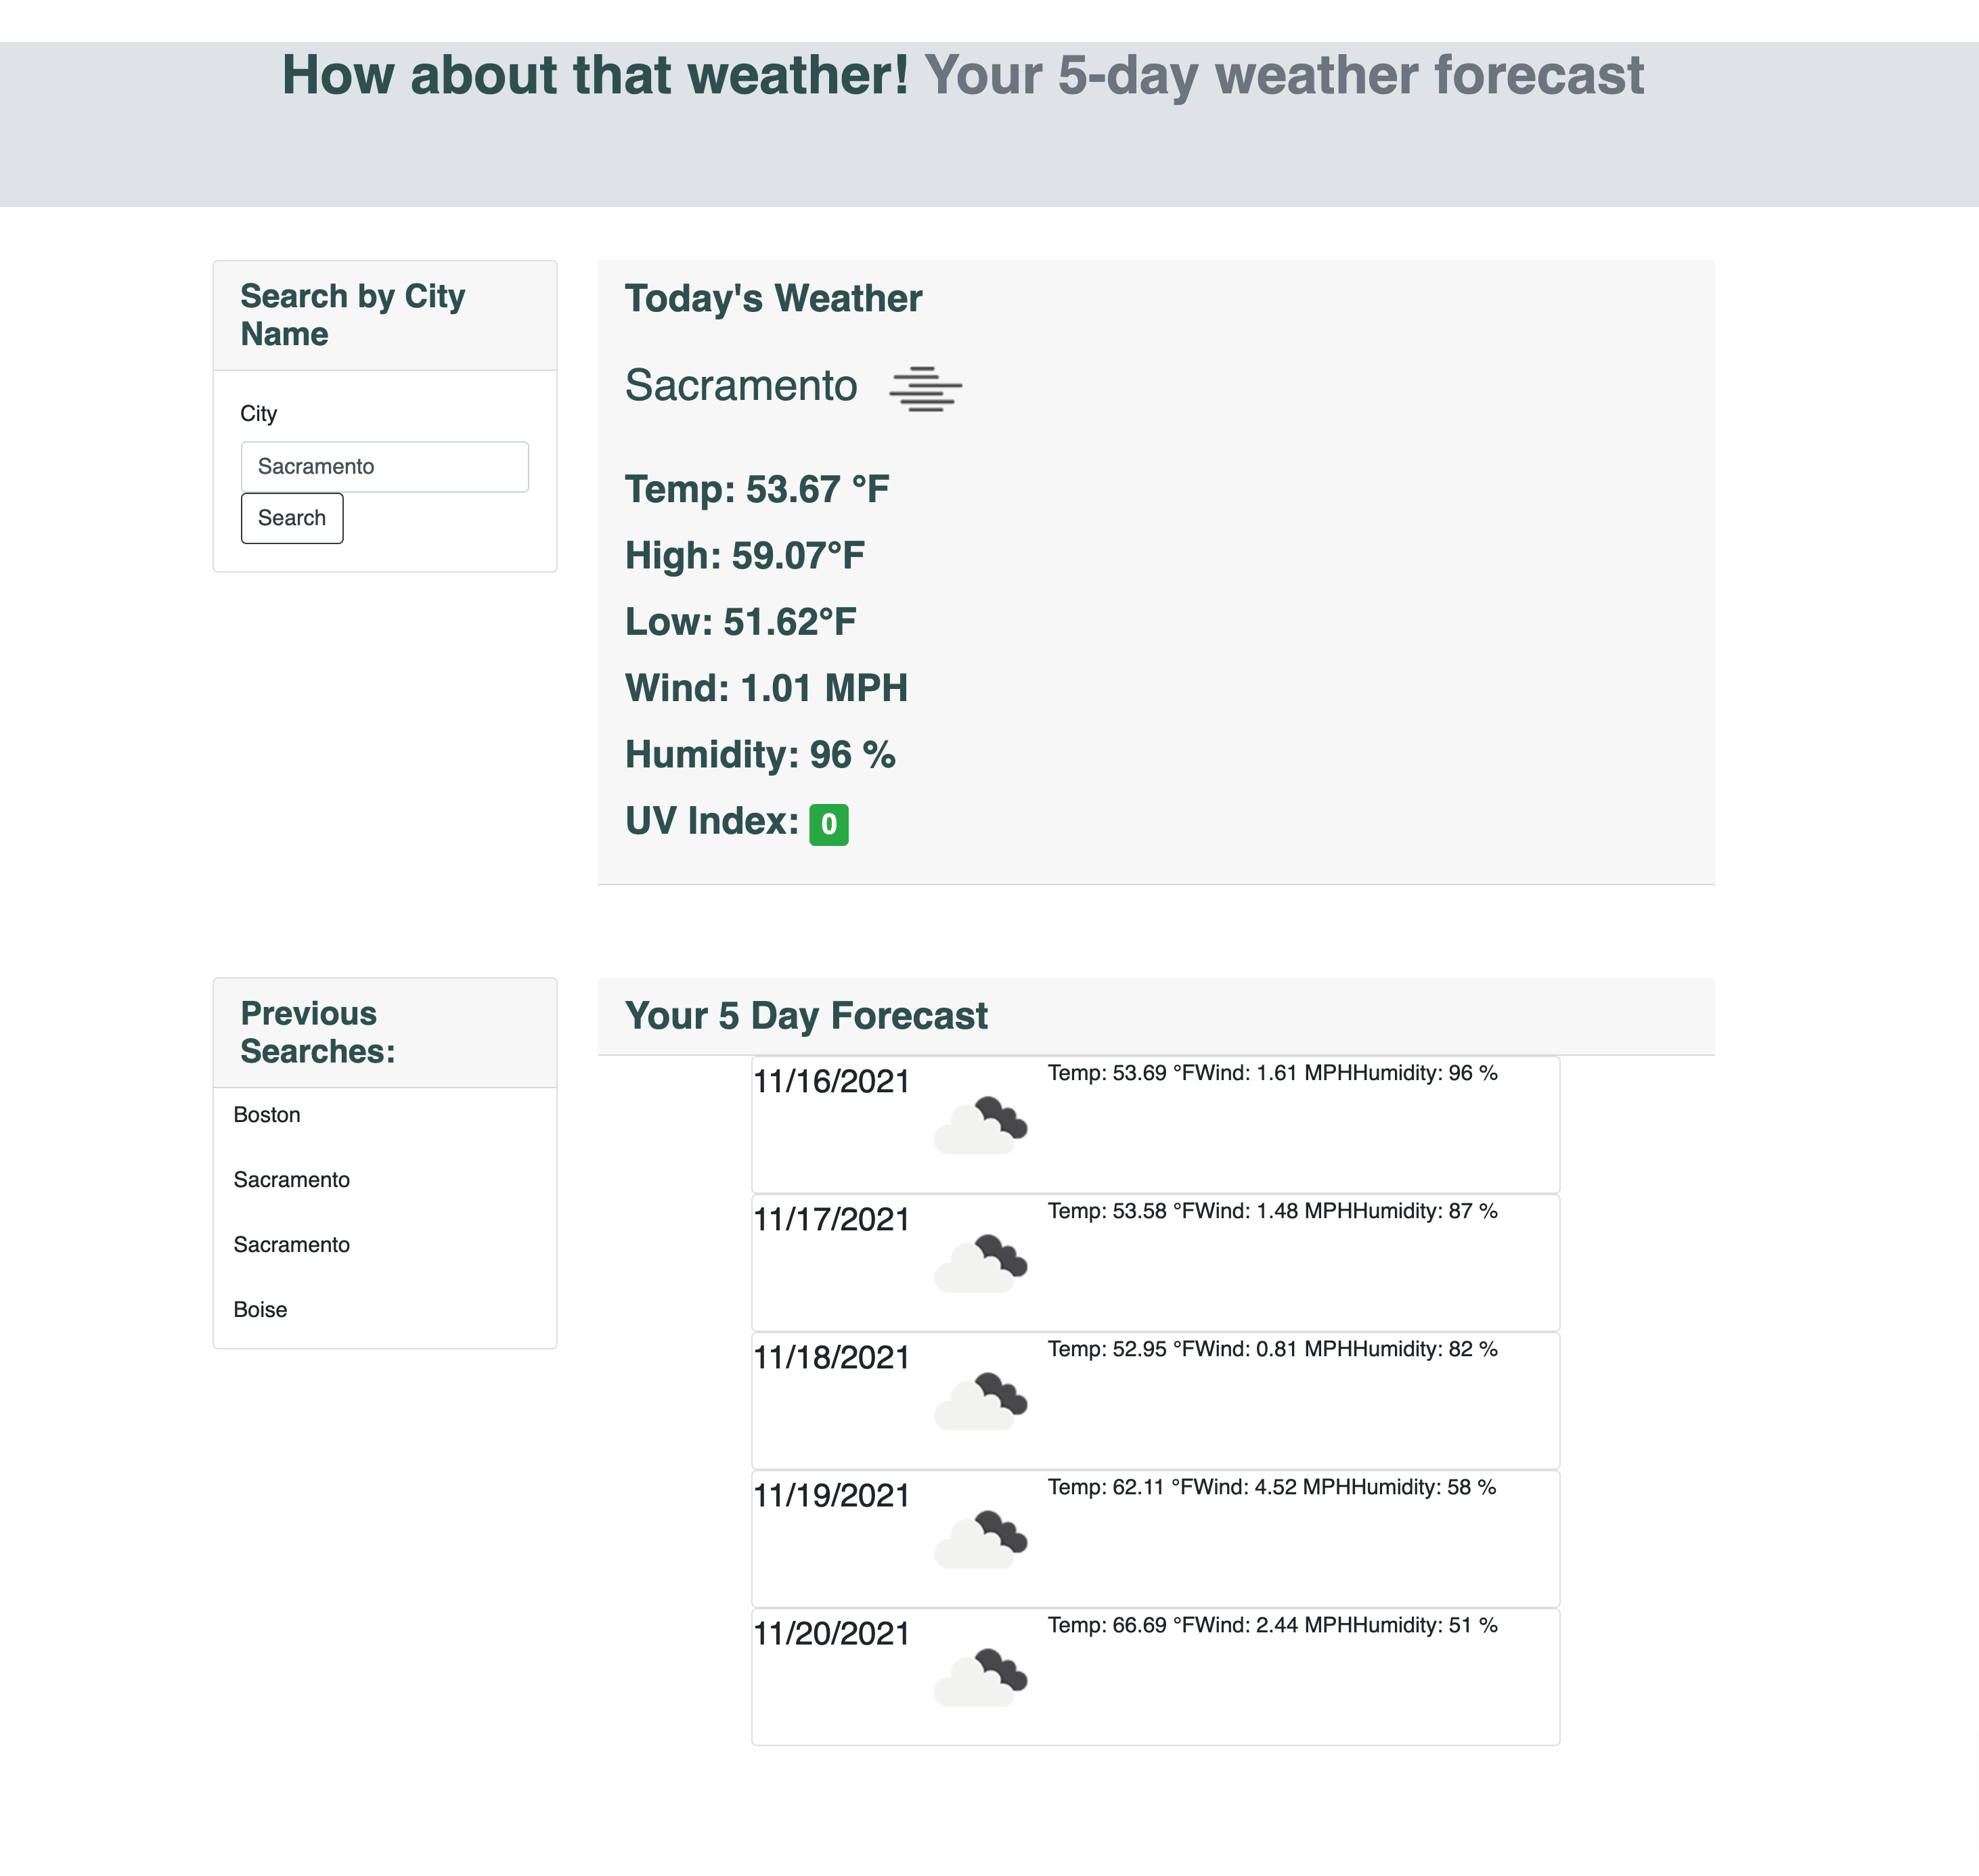 How about that weather! Your 5-day weather forecast
Search by City
Name
City
Sacramento
Search
Today's Weather
Sacramento
Temp: 53.67 °F
High: 59.07°F
Low: 51.62°F
Wind: 1.01 MPH
Humidity: 96 %
UV Index: 0
Previous
Searches:
Boston
Sacramento
Sacramento
Boise
Your 5 Day Forecast
11/16/2021 Temp: 53.69 °FWind: 1.61 MPHHumidity: 96 %
11/17/2021 Temp: 53.58 °FWind: 1.48 MPHHumidity: 87 %
11/18/2021 Temp: 52.95 °FWind: 0.81 MPHHumidity: 82 %
11/19/2021 Temp: 62.11 °FWind: 4.52 MPHHumidity: 58 %
11/20/2021 Temp: 66.69 °FWind: 2.44 MPHHumidity: 51 %